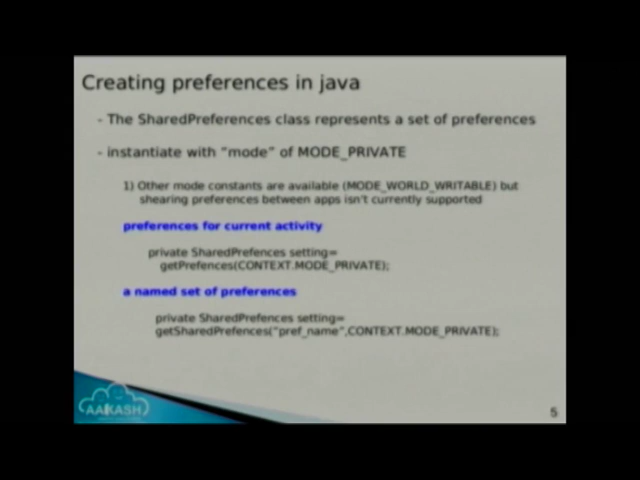 Creating preferences in java
- The SharedPreferences class represents a set of preferences
- instantiate with “mode” of MODE_PRIVATE
1) Other mode constants are available (MODE_WORLD_WRITABLE) but
shearing preferences between apps isn't currently supported
preferences for current activity
private SharedPrefences setting=
getPrefences(CONTEXT.MODE_PRIVATE);
a named set of preferences
private SharedPrefences setting=
getSharedPrefences("pref_name",CONTEXT.MODE_PRIVATE);
AAKASH
5